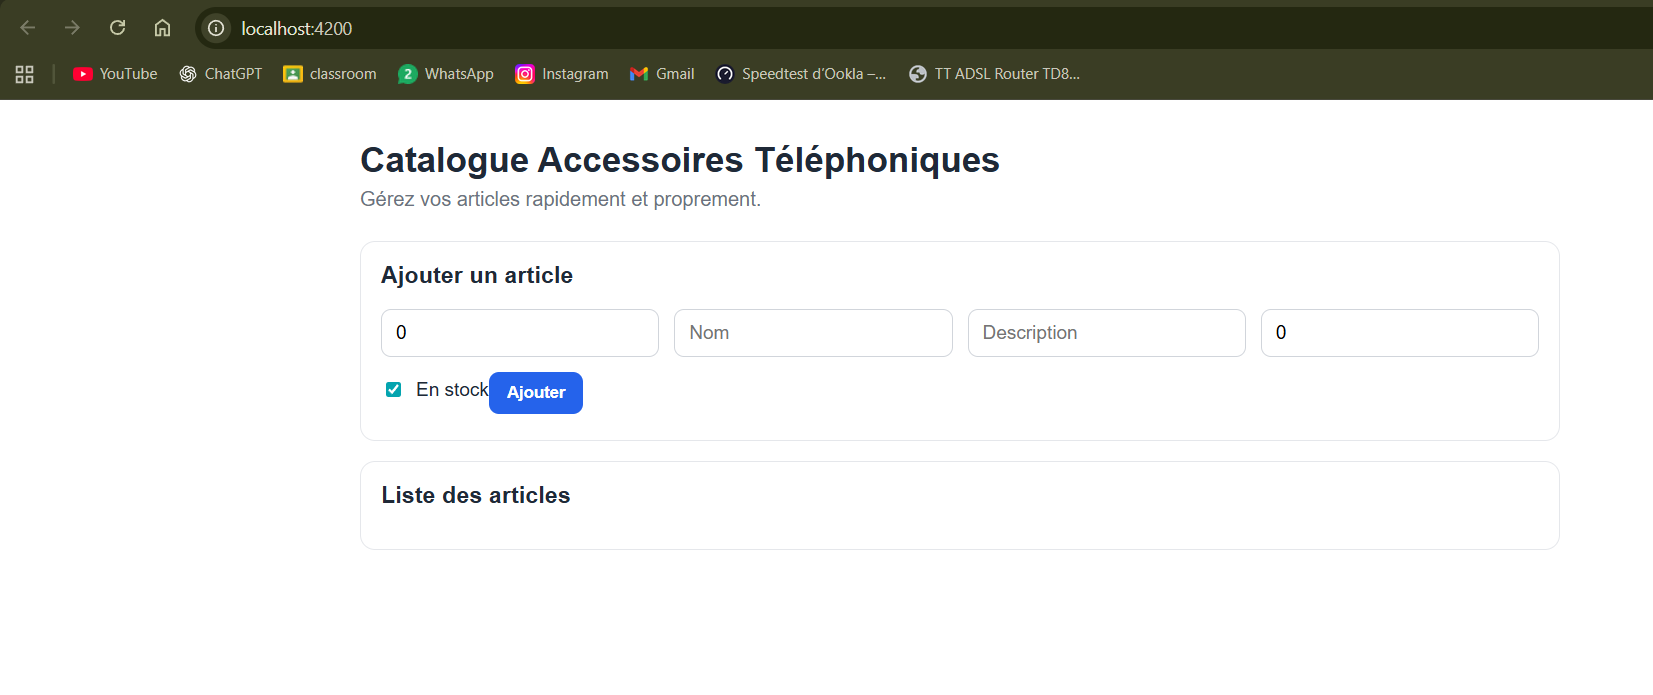 localhost:4200
YouTube ChatGPT classroom 2 WhatsApp Instagram Gmail Speedtest d'Ookla –... TT ADSL Router TD8...
Catalogue Accessoires Téléphoniques
Gérez vos articles rapidement et proprement.
Ajouter un article
0 Nom Description 0
En stock Ajouter
Liste des articles